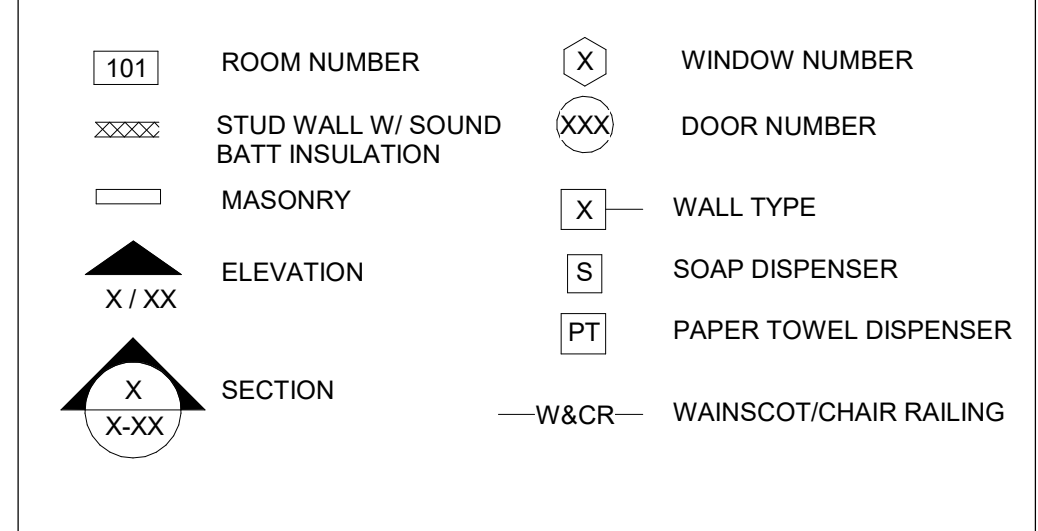 101 ROOM NUMBER
STUD WALL W/ SOUND
BATT INSULATION
MASONRY
ELEVATION
X / XX
X SECTION
X-XX
X WINDOW NUMBER
XXX DOOR NUMBER
X WALL TYPE
S SOAP DISPENSER
PT PAPER TOWEL DISPENSER
W&CR WAINSCOT/CHAIR RAILING